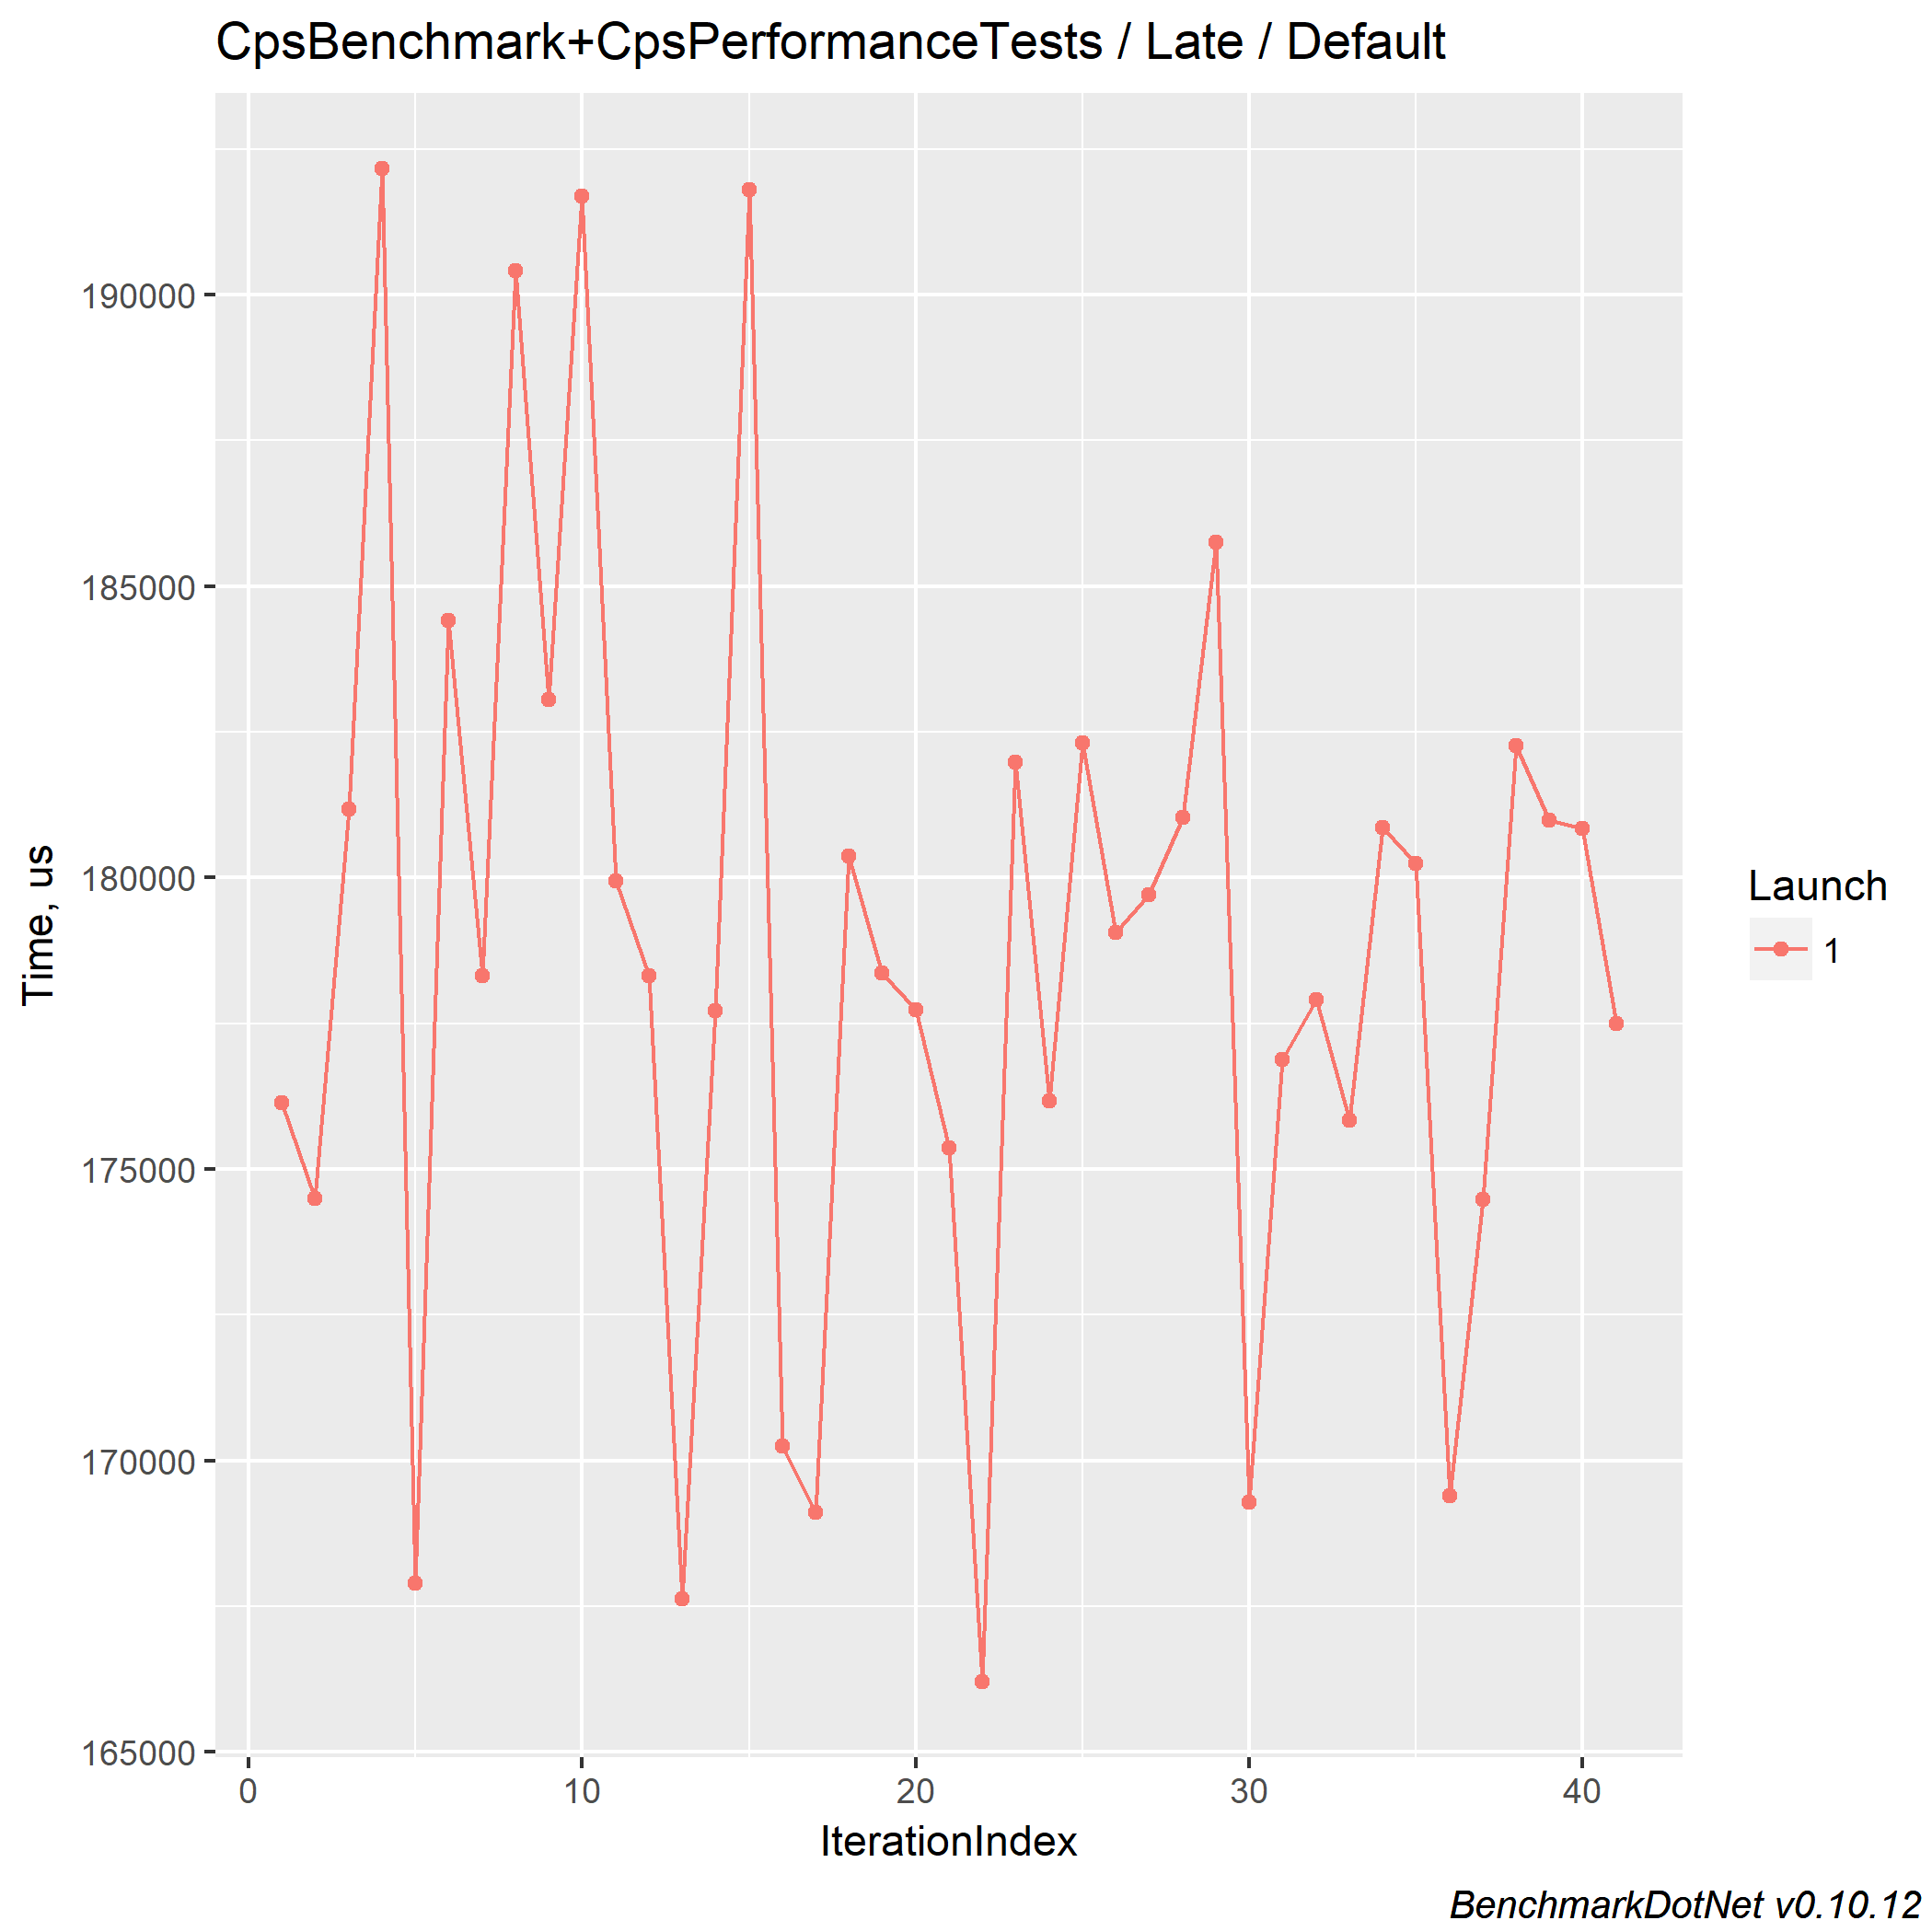 CpsBenchmark+CpsPerformanceTests / Late / Default
190000
185000
180000
175000
170000
165000
Time, us
0 10 20 30 40
IterationIndex
Launch
1
BenchmarkDotNet v0.10.12